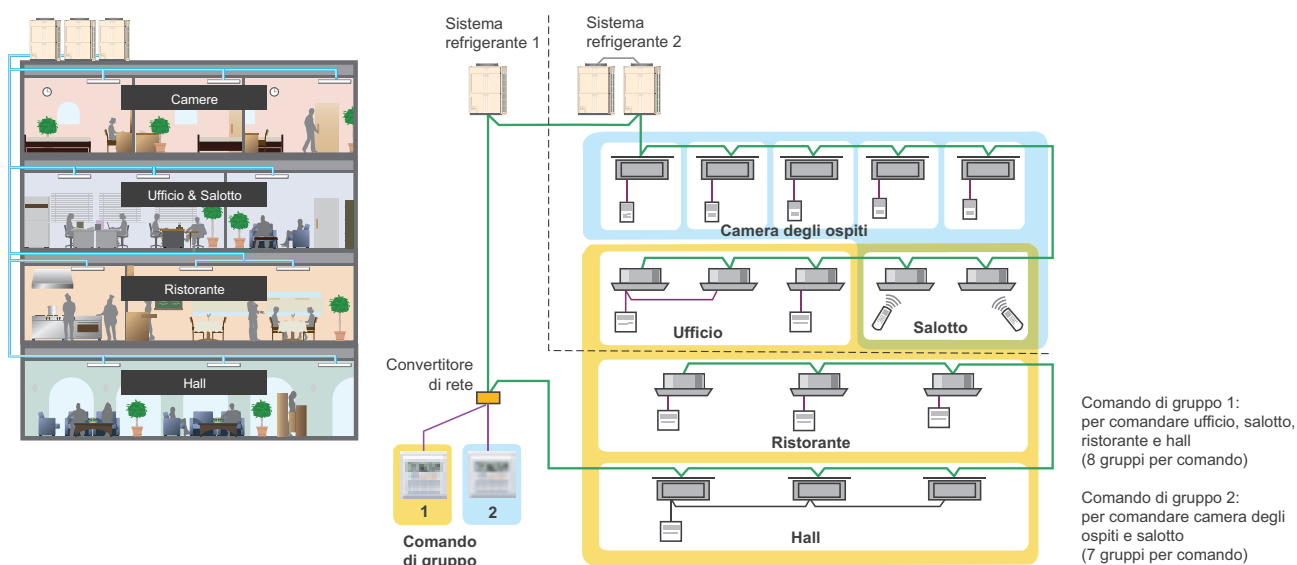 Sistema
refrigerante 1
Sistema
refrigerante 2
Camere
Ufficio & Salotto
Ristorante
Hall
Camera degli ospiti
Ufficio
Salotto
Convertitore
di rete
Ristorante
Hall
1
2
Comando
di gruppo
Comando di gruppo 1:
per comandare ufficio, salotto,
ristorante e hall
(8 gruppi per comando)
Comando di gruppo 2:
per comandare camera degli
ospiti e salotto
(7 gruppi per comando)